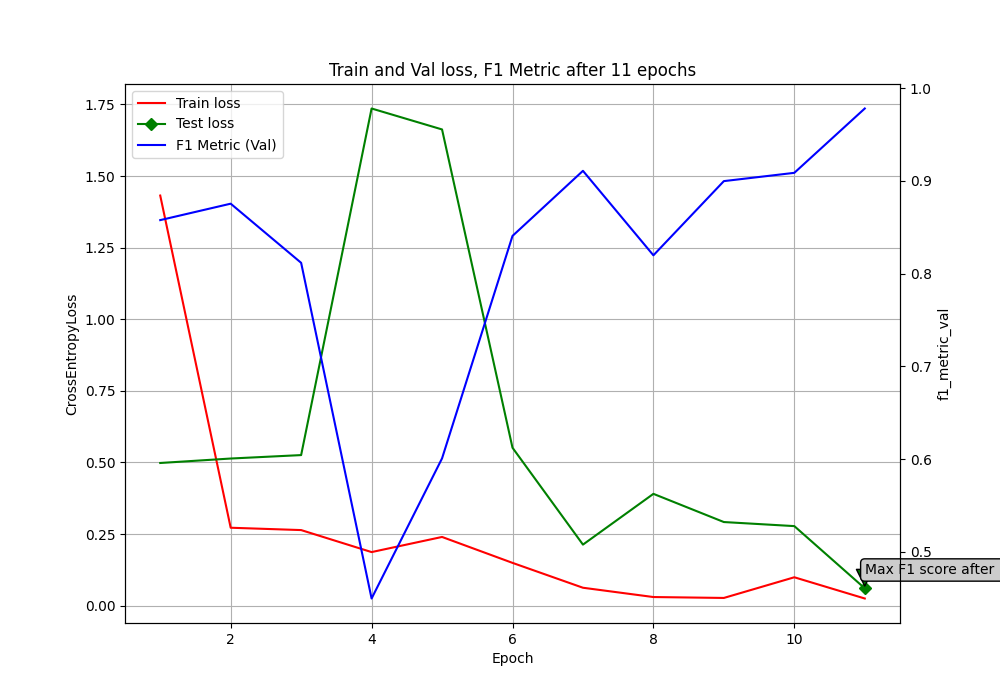 Train and Val loss, F1 Metric after 11 epochs
Train loss
Test loss
F1 Metric (Val)
CrossEntropyLoss
1.75
1.50
1.25
1.00
0.75
0.50
0.25
0.00
2
4
6
8
10
Epoch
1.0
0.9
0.8
0.7
0.6
0.5
f1_metric_val
Max F1 score after